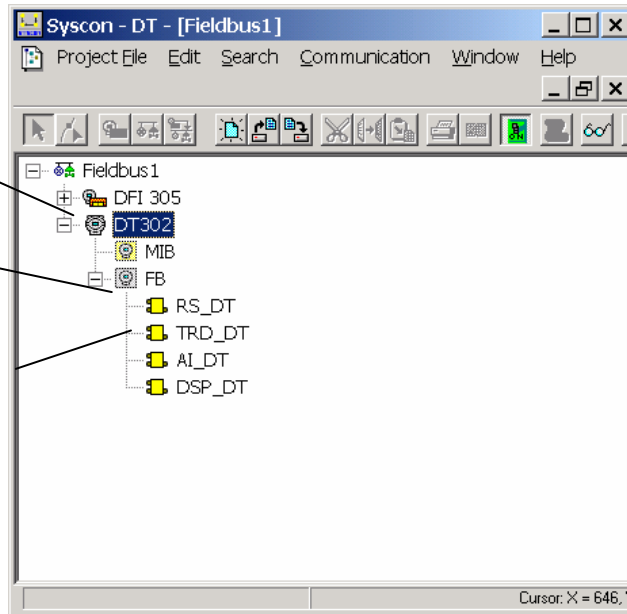 Syscon - DT - [Fieldbus1]
Project File Edit Search Communication Window Help
ON
Fieldbus1
DFI 305
DT302
MIB
FB
RS_DT
TRD_DT
AI_DT
DSP_DT
Cursor: X = 646,